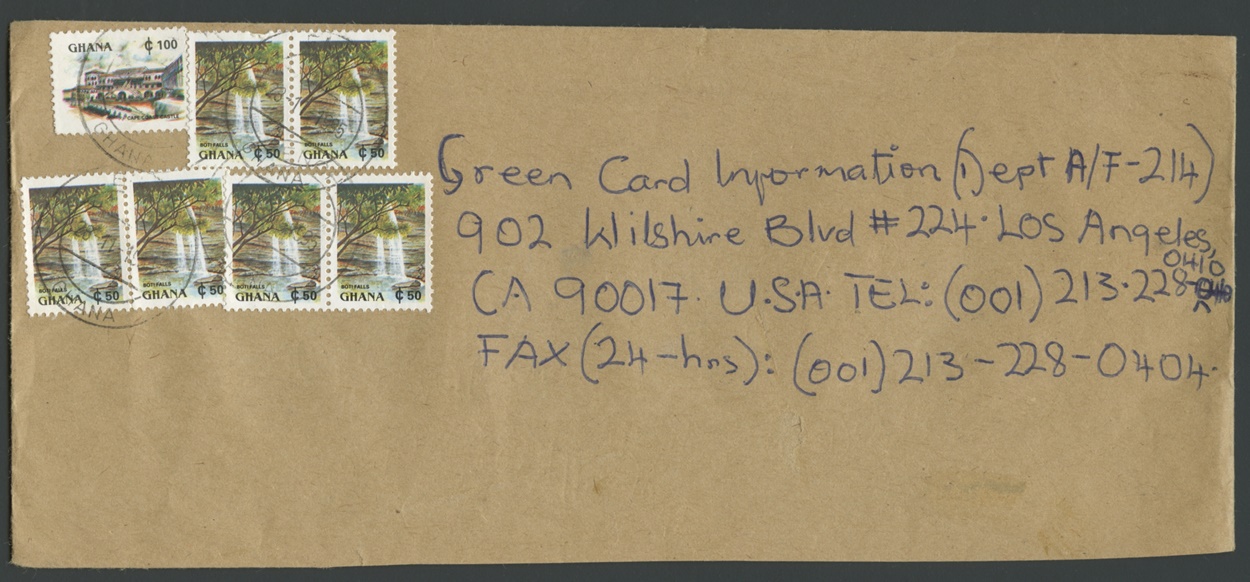 GHANA ₵100
CAPE COAST CASTLE
BOTI FALLS
GHANA ₵50
BOTI FALLS
GHANA ₵50
BOTI FALLS
GHANA ₵50
BOTI FALLS
GHANA ₵50
BOTI FALLS
GHANA ₵50
BOTI FALLS
GHANA ₵50
GHANA
Green Card Information (Dept A/F-214)
902 Wilshire Blvd #224. LOS Angeles,
CA 90017. U.S.A. TEL: (001) 213.228-0410
FAX (24-hrs): (001) 213-228-0404.